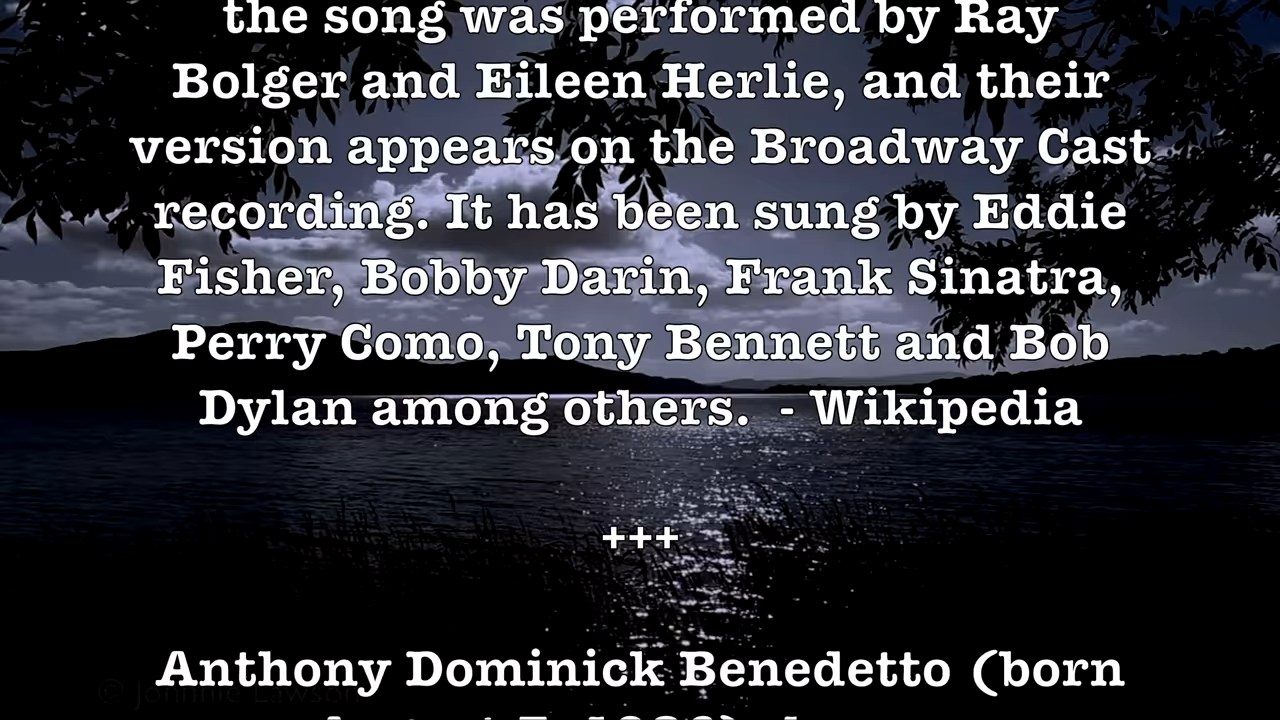 the song was performed by Ray
Bolger and Eileen Herlie, and their
version appears on the Broadway Cast
recording. It has been sung by Eddie
Fisher, Bobby Darin, Frank Sinatra,
Perry Como, Tony Bennett and Bob
Dylan among others.  - Wikipedia
+++
Anthony Dominick Benedetto (born
© Johnnie Lawson